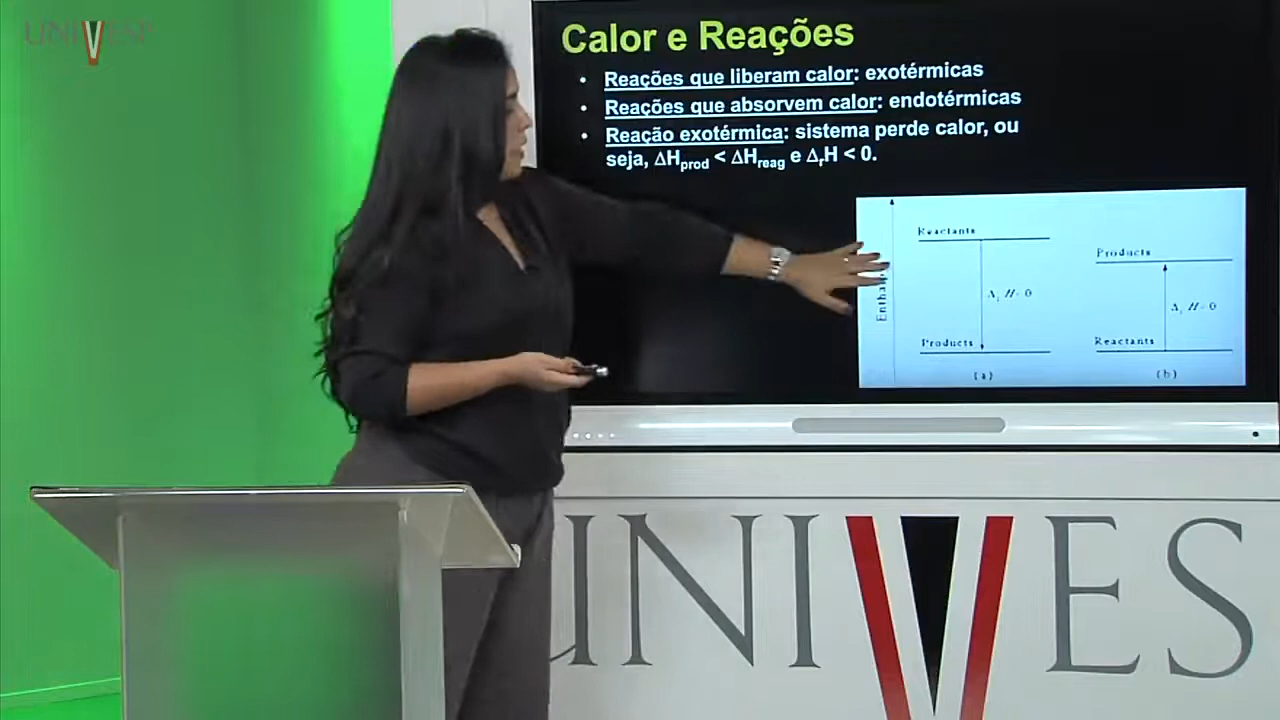 UNIVESP
Calor e Reações
• Reações que liberam calor: exotérmicas
• Reações que absorvem calor: endotérmicas
• Reação exotérmica: sistema perde calor, ou
seja, ΔHprod < ΔHreag e ΔrH < 0.
Reactants
Products
Products
Reactants
(a)
(b)
UNIVES